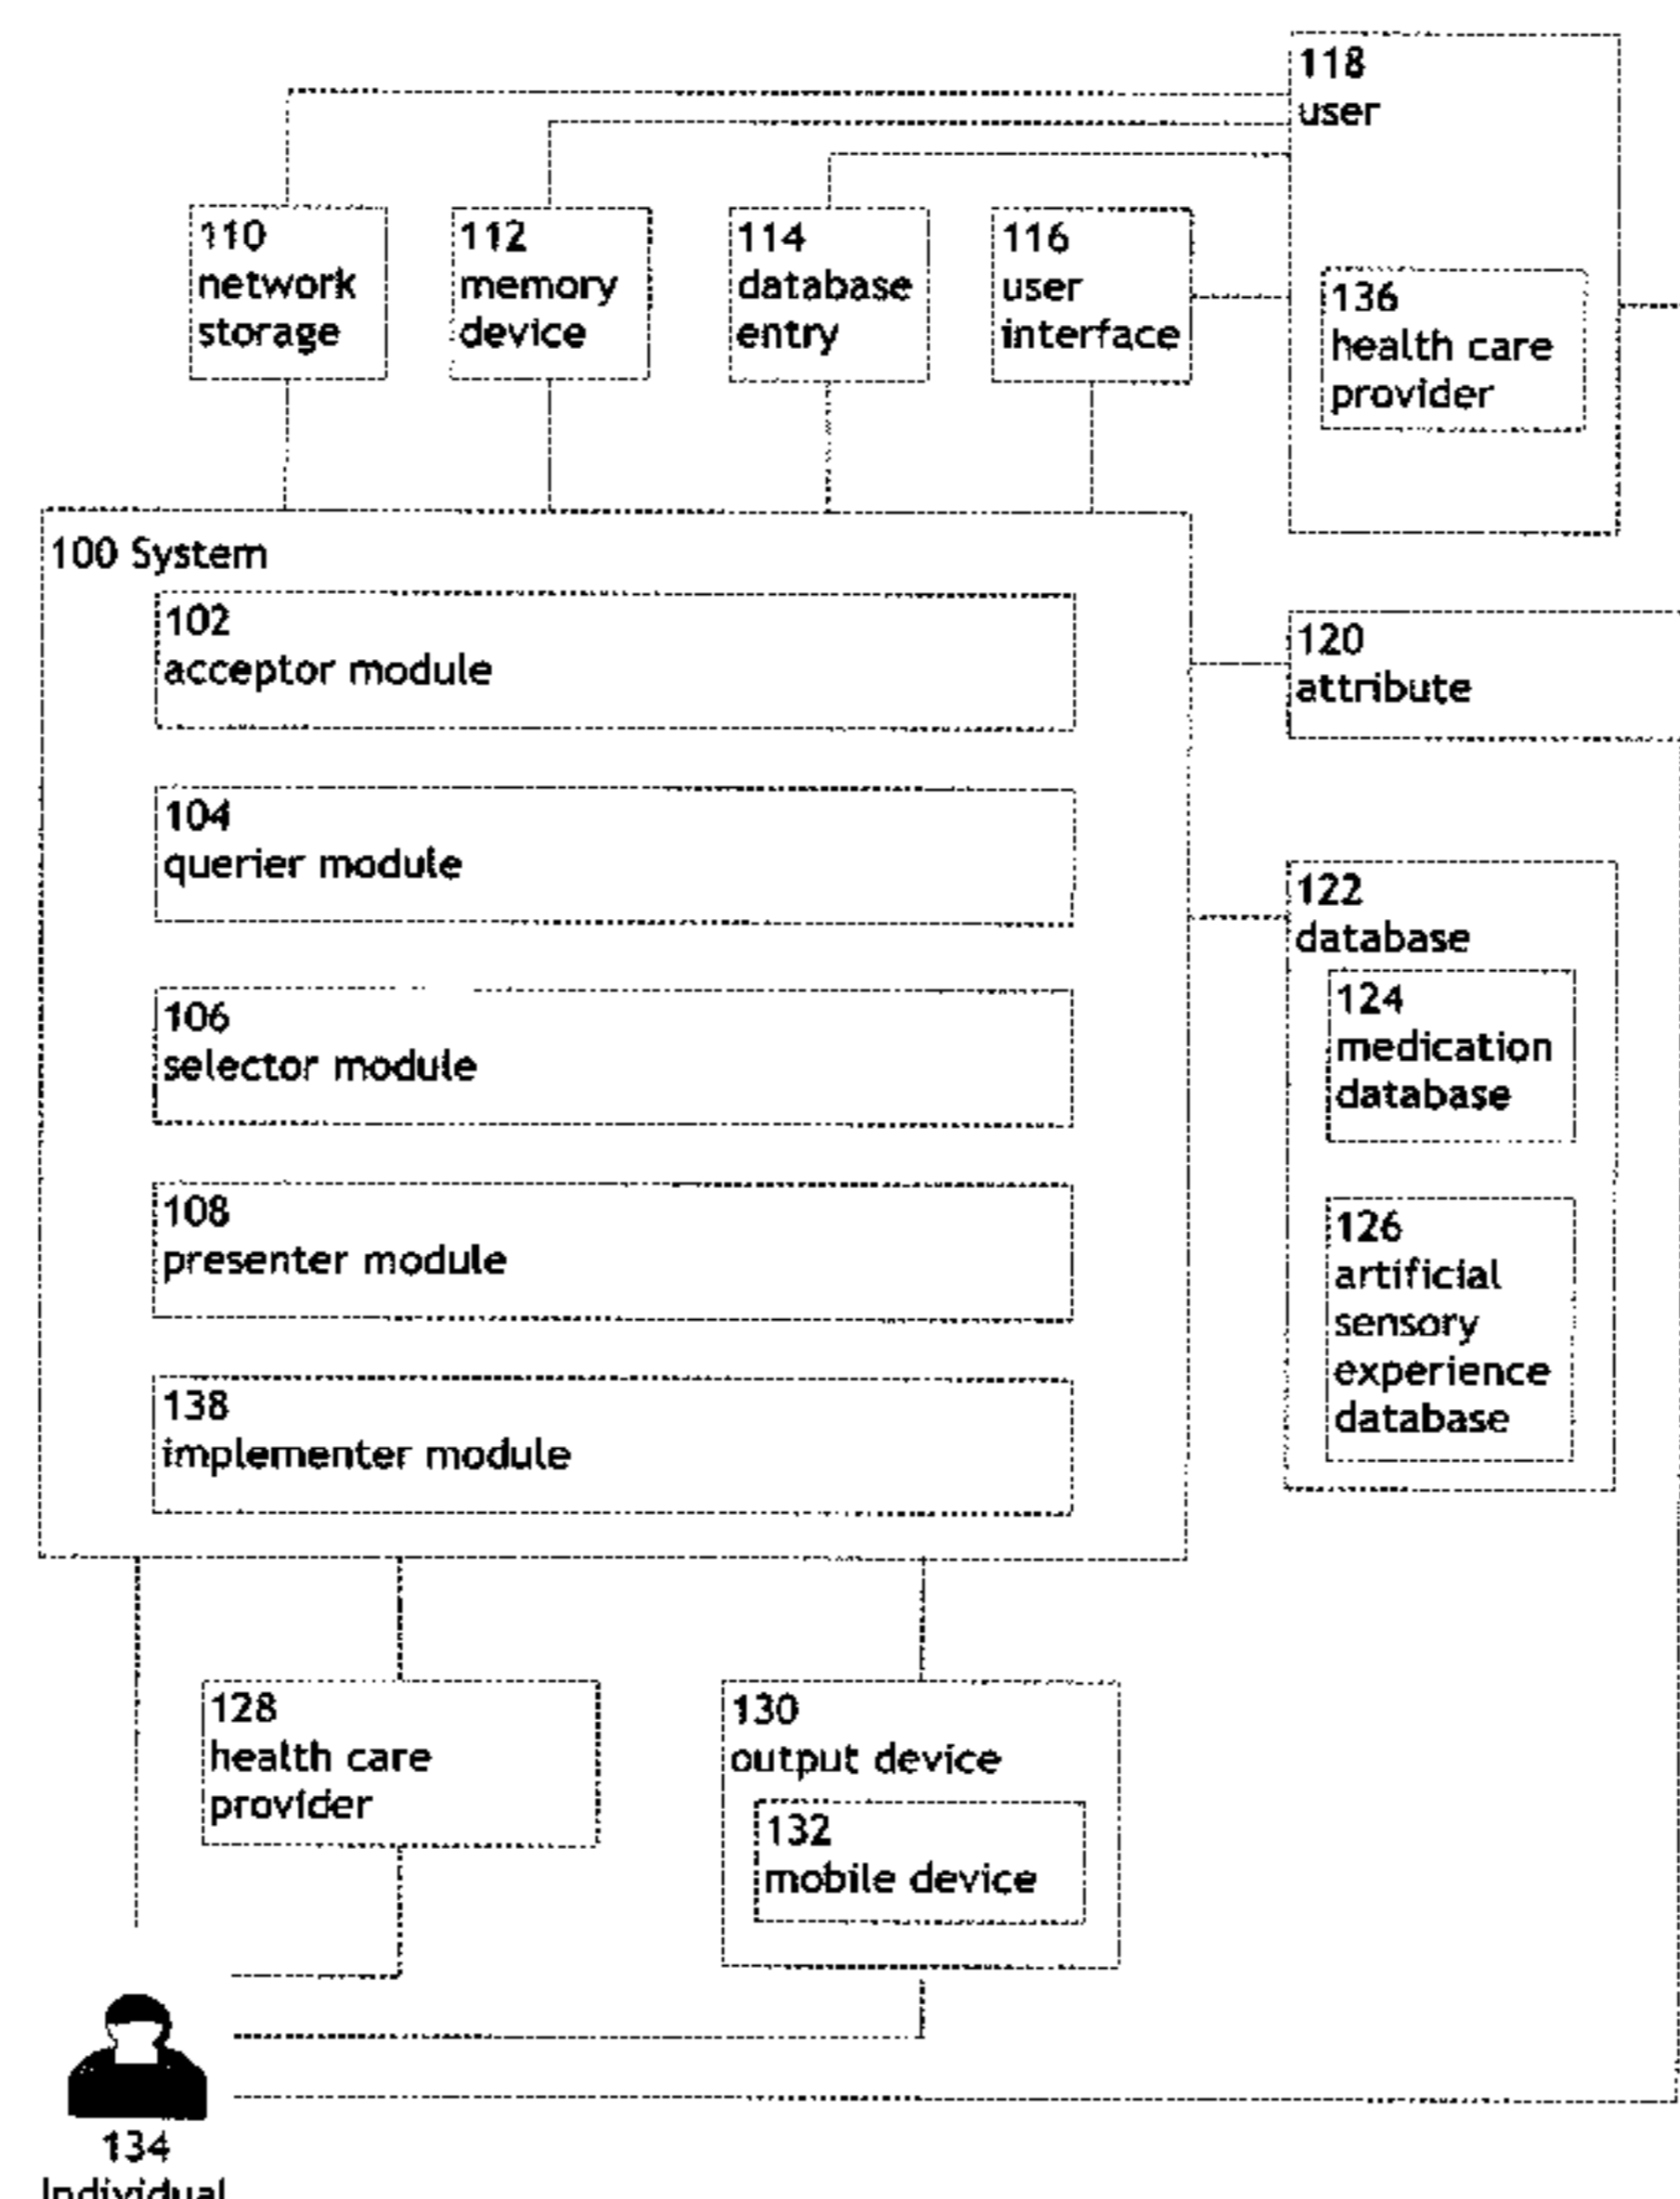 118
user
110
network
storage
112
memory
device
114
database
entry
116
user
interface
136
health care
provider
100 System
102
acceptor module
104
querier module
106
selector module
108
presenter module
138
implementer module
120
attribute
122
database
124
medication
database
126
artificial
sensory
experience
database
128
health care
provider
130
output device
132
mobile device
134
Individual